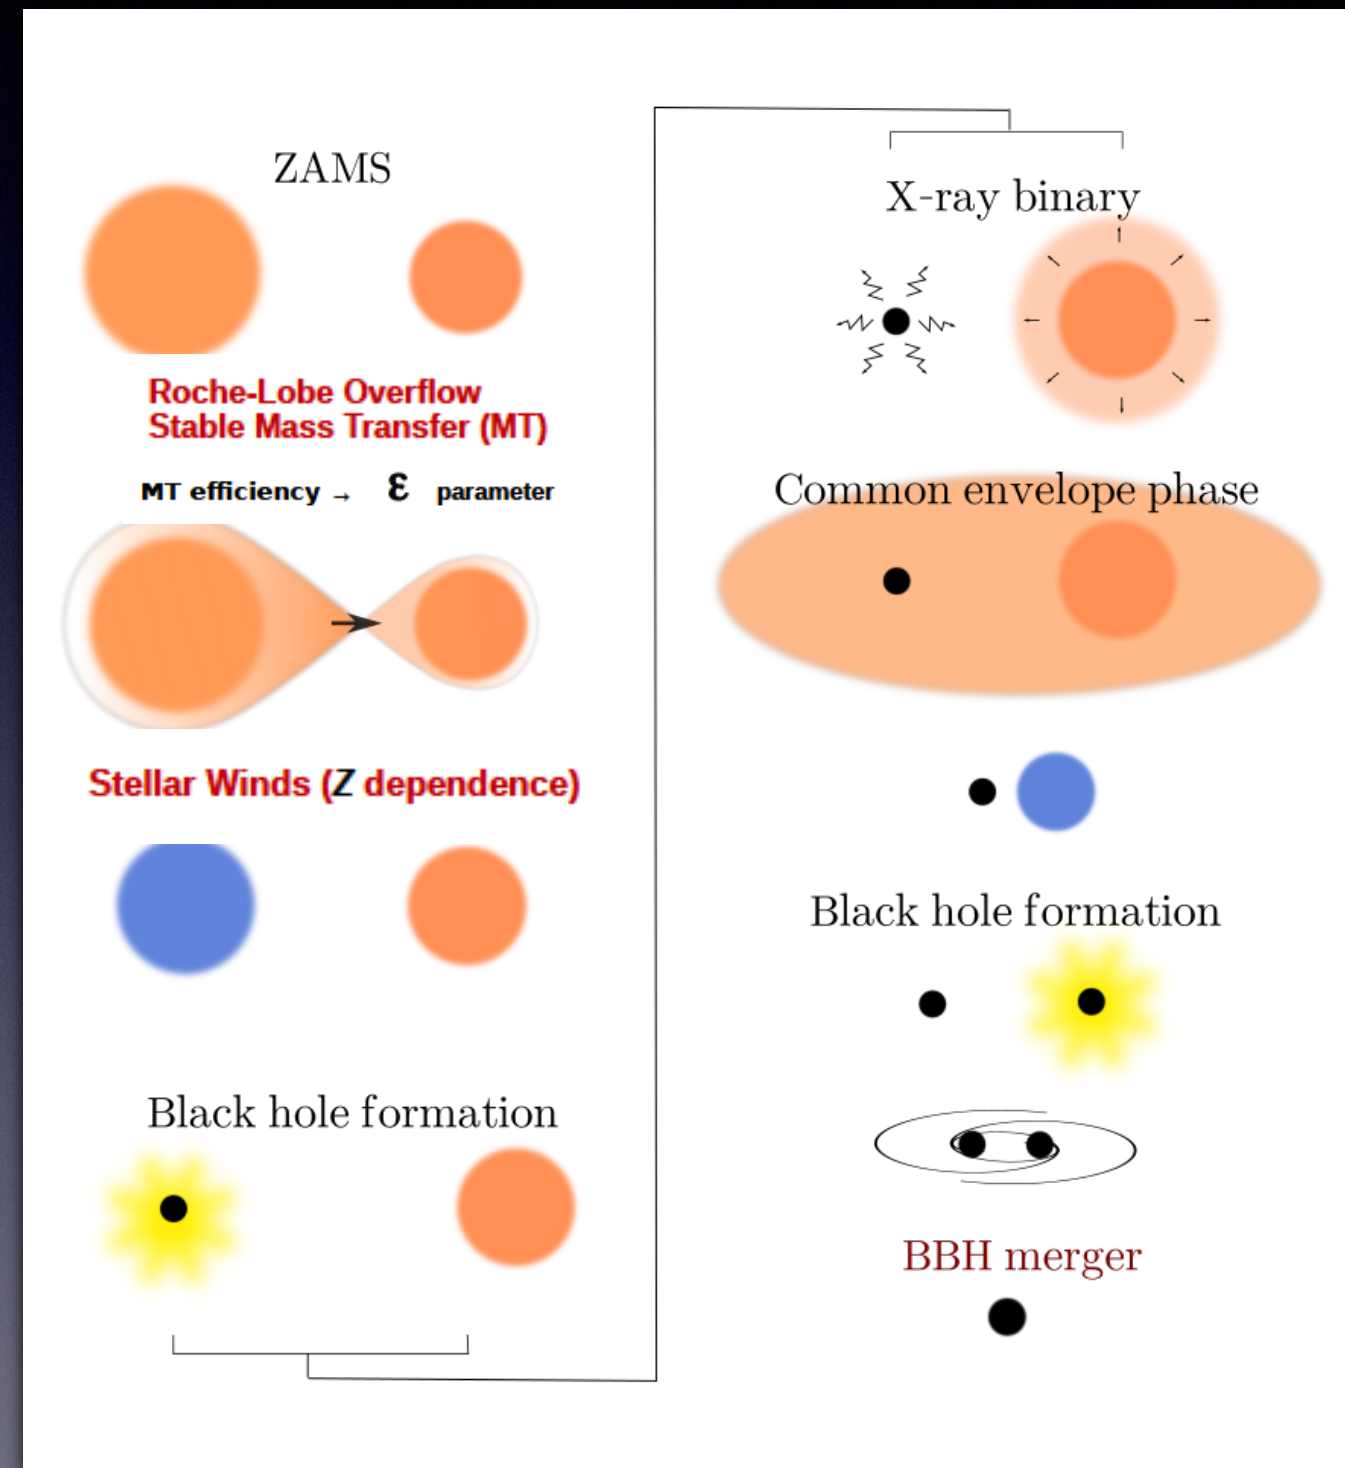 ZAMS
Roche-Lobe Overflow
Stable Mass Transfer (MT)
MT efficiency → ε parameter
Stellar Winds (Z dependence)
Black hole formation
X-ray binary
Common envelope phase
Black hole formation
BBH merger